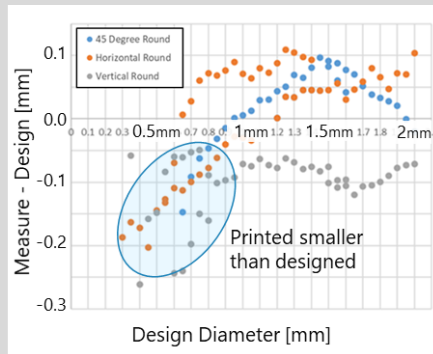 45 Degree Round
Horizontal Round
Vertical Round
0.1
0.0
-0.1
-0.2
-0.3
0 0.1 0.2 0.3 0.7 0.8 0.9 1.2 1.3 1.7 1.8
0.5mm 1mm 1.5mm 2mm
Measure - Design [mm]
Printed smaller
than designed
Design Diameter [mm]